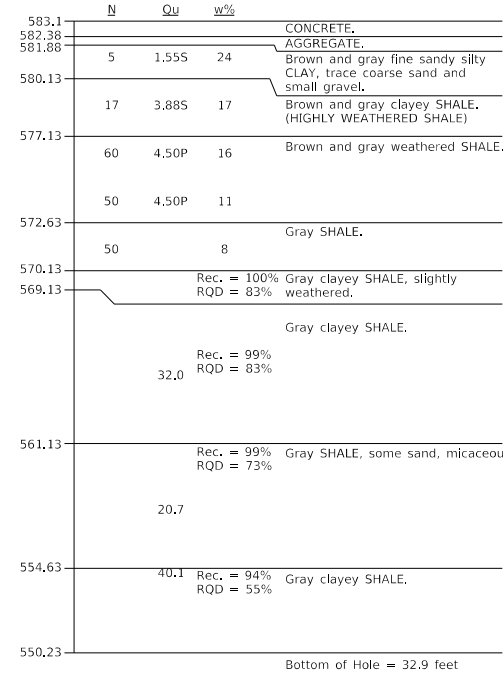 N Qu w%
583.1
CONCRETE.
582.38
AGGREGATE.
581.88
5 1.55S 24 Brown and gray fine sandy silty
CLAY, trace coarse sand and
small gravel.
580.13
17 3.88S 17 Brown and gray clayey SHALE.
(HIGHLY WEATHERED SHALE)
577.13
60 4.50P 16 Brown and gray weathered SHALE.
50 4.50P 11
572.63
Gray SHALE.
50 8
570.13
Rec. = 100% Gray clayey SHALE, slightly
569.13 RQD = 83% weathered.
Gray clayey SHALE.
Rec. = 99%
RQD = 83%
32.0
561.13
Rec. = 99% Gray SHALE, some sand, micaceou
RQD = 73%
20.7
554.63
40.1 Rec. = 94% Gray clayey SHALE.
RQD = 55%
550.23
Bottom of Hole = 32.9 feet